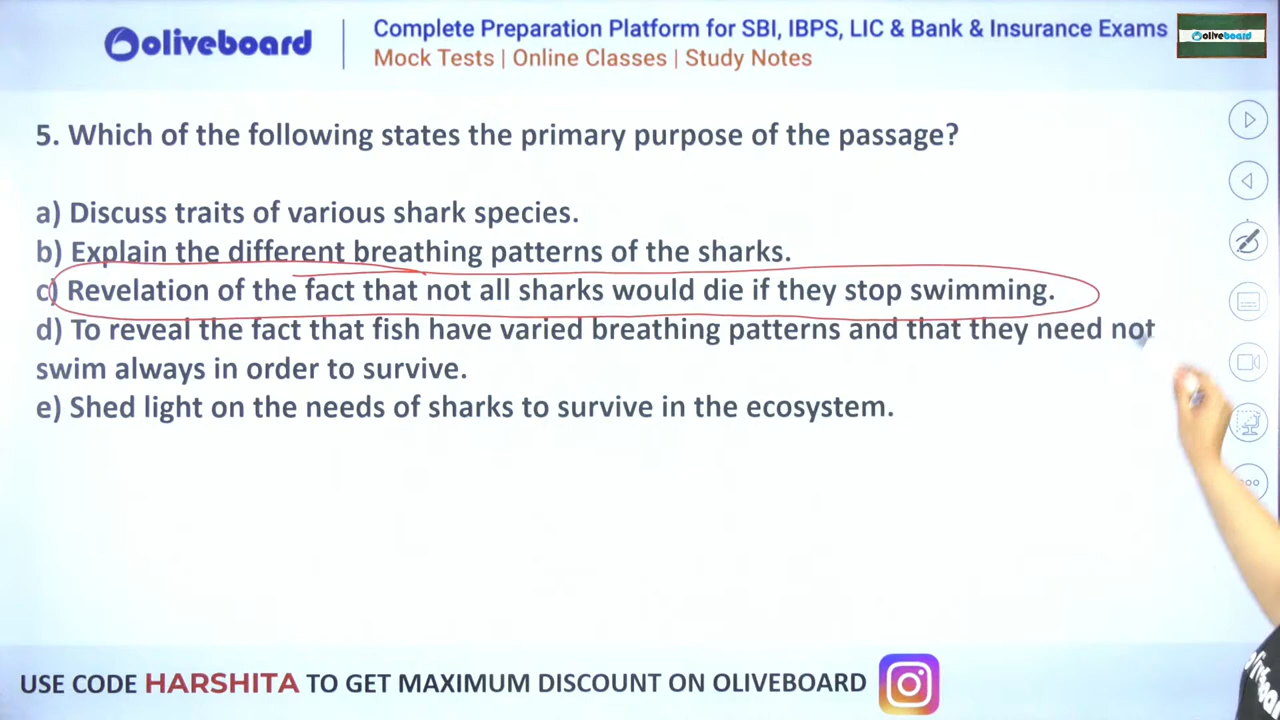 oliveboard
Complete Preparation Platform for SBI, IBPS, LIC & Bank & Insurance Exams
Mock Tests | Online Classes | Study Notes
oliveboard
5. Which of the following states the primary purpose of the passage?
a) Discuss traits of various shark species.
b) Explain the different breathing patterns of the sharks.
c) Revelation of the fact that not all sharks would die if they stop swimming.
d) To reveal the fact that fish have varied breathing patterns and that they need not
swim always in order to survive.
e) Shed light on the needs of sharks to survive in the ecosystem.
USE CODE HARSHITA TO GET MAXIMUM DISCOUNT ON OLIVEBOARD